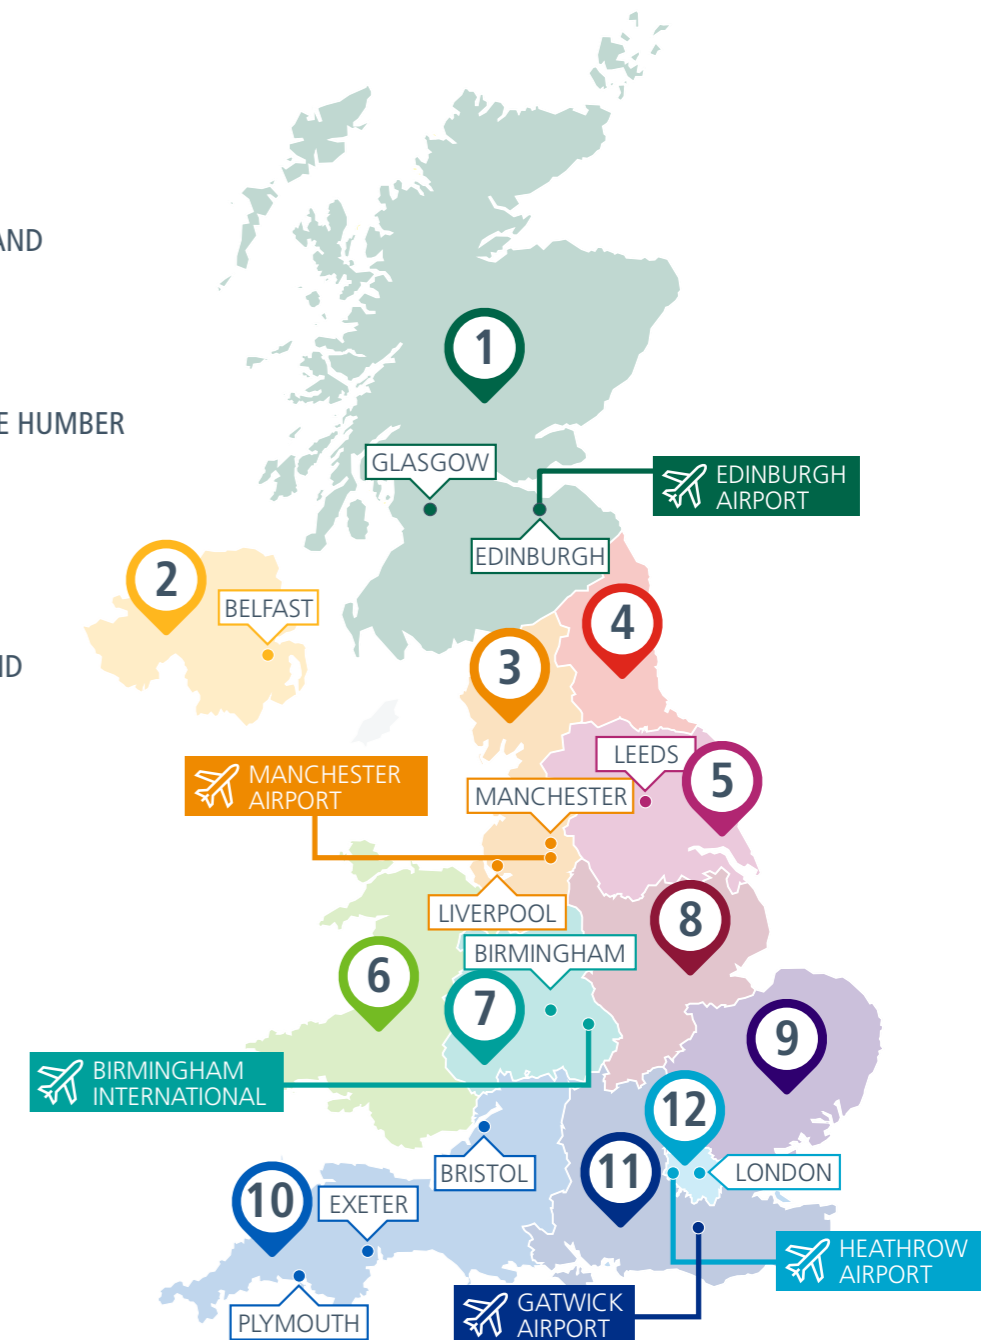 AND
1
E HUMBER
GLASGOW
EDINBURGH
AIRPORT
EDINBURGH
2
BELFAST
4
3
ND
LEEDS
5
MANCHESTER
AIRPORT
MANCHESTER
LIVERPOOL
8
BIRMINGHAM
6
7
9
BIRMINGHAM
INTERNATIONAL
12
BRISTOL
11
LONDON
10
EXETER
HEATHROW
AIRPORT
GATWICK
AIRPORT
PLYMOUTH